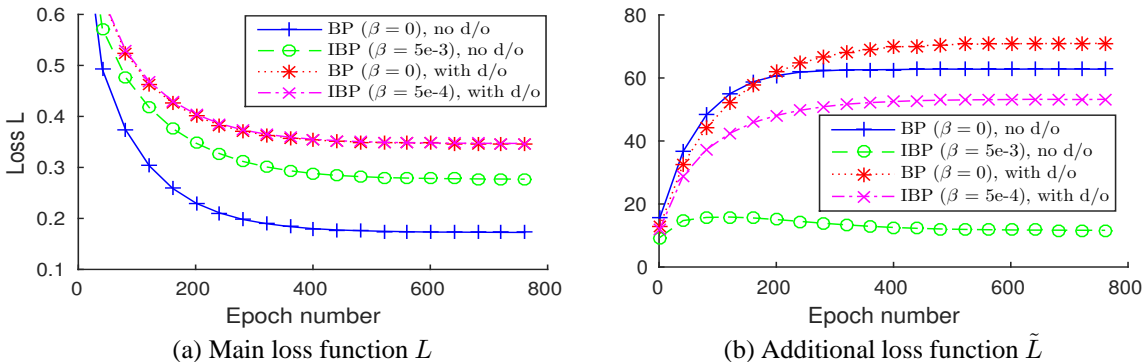 0.6
0.5
0.4
0.3
0.2
0.1
Loss L
0
200
400
600
800
Epoch number
BP (β = 0), no d/o
IBP (β = 5e-3), no d/o
BP (β = 0), with d/o
IBP (β = 5e-4), with d/o
(a) Main loss function L
80
60
40
20
0
0
200
400
600
800
Epoch number
BP (β = 0), no d/o
IBP (β = 5e-3), no d/o
BP (β = 0), with d/o
IBP (β = 5e-4), with d/o
(b) Additional loss function L̃